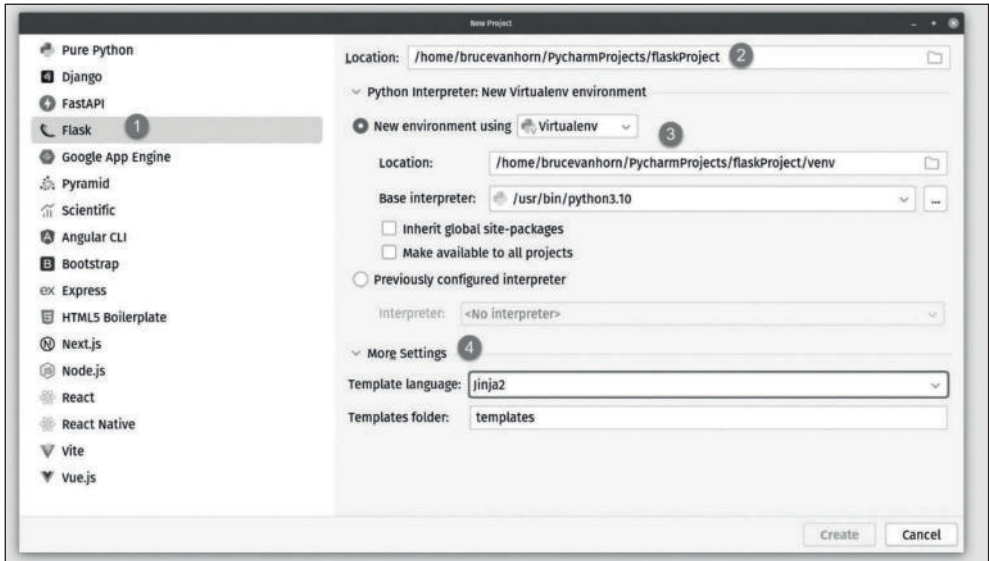 New Project
Pure Python
Django
FastAPI
Flask 1
Google App Engine
Pyramid
Scientific
Angular CLI
B Bootstrap
ex Express
HTML5 Boilerplate
Next.js
Node.js
React
React Native
Vite
Vue.js
Location: /home/brucevanhorn/PycharmProjects/flaskProject 2
Python Interpreter: New Virtualenv environment
New environment using Virtualenv 3
Location: /home/brucevanhorn/PycharmProjects/flaskProject/venv
Base interpreter: /usr/bin/python3.10 ...
Inherit global site-packages
Make available to all projects
Previously configured interpreter
Interpreter: <No interpreter>
More Settings 4
Template language: Jinja2
Templates folder: templates
Create Cancel